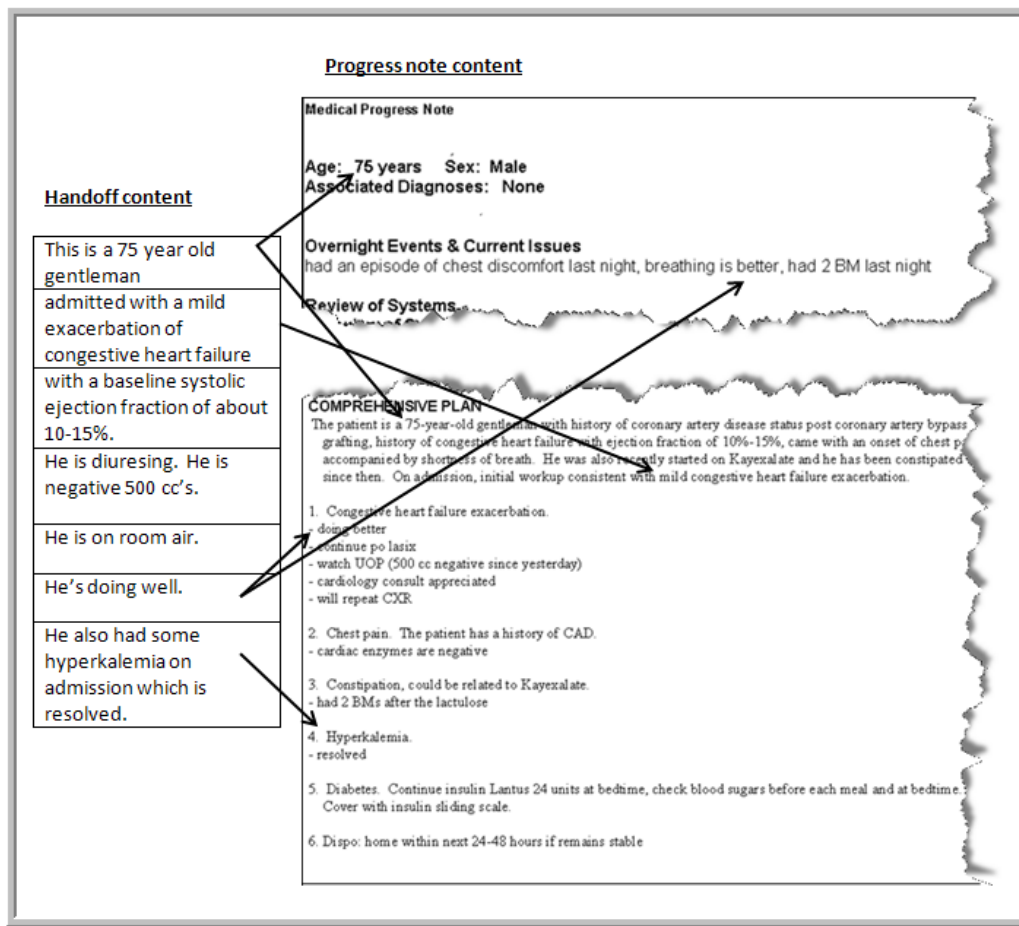 Progress note content
Medical Progress Note
Age: 75 years Sex: Male
Associated Diagnoses: None
Handoff content
This is a 75 year old
gentleman
admitted with a mild
exacerbation of
congestive heart failure
with a baseline systolic
ejection fraction of about
10-15%.
He is diuresing. He is
negative 500 cc's.
He is on room air.
He's doing well.
He also had some
hyperkalemia on
admission which is
resolved.
Overnight Events & Current Issues
had an episode of chest discomfort last night, breathing is better, had 2 BM last night
Review of Systems
COMPREHENSIVE PLAN
The patient is a 75-year-old gentleman with history of coronary artery disease status post coronary artery bypass
grafting, history of congestive heart failure with ejection fraction of 10%-15%, came with an onset of chest
accompanied by shortness of breath. He was also recently started on Kayexalate and he has been constipated
since then. On admission, initial workup consistent with mild congestive heart failure exacerbation.
1. Congestive heart failure exacerbation.
- doing better
- continue po lasix
- watch UOP (500 cc negative since yesterday)
- cardiology consult appreciated
- will repeat CXR
2. Chest pain. The patient has a history of CAD.
- cardiac enzymes are negative
3. Constipation, could be related to Kayexalate.
- had 2 BMs after the lactulose
4. Hyperkalemia.
- resolved
5. Diabetes. Continue insulin Lantus 24 units at bedtime, check blood sugars before each meal and at bedtime.
Cover with insulin sliding scale.
6. Dispo: home within next 24-48 hours if remains stable